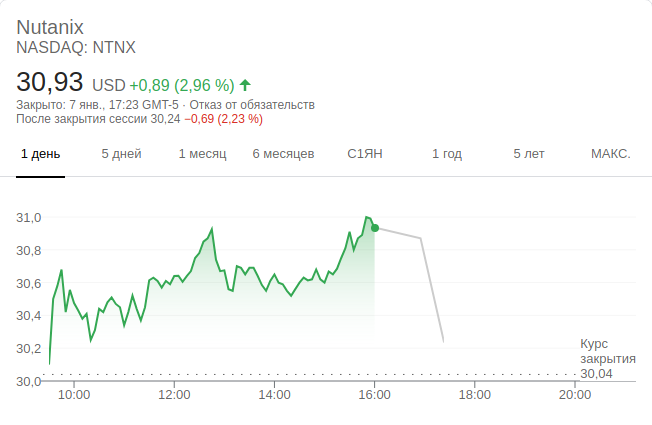 Nutanix
NASDAQ: NTNX
30,93 USD +0,89 (2,96 %)
Закрыто: 7 янв., 17:23 GMT-5 · Отказ от обязательств
После закрытия сессии 30,24 −0,69 (2,23 %)
1 день 5 дней 1 месяц 6 месяцев С1ЯН 1 год 5 лет МАКС.
31,0
30,8
30,6
30,4
30,2
30,0
Курс
закрытия
30,04
10:00 12:00 14:00 16:00 18:00 20:00